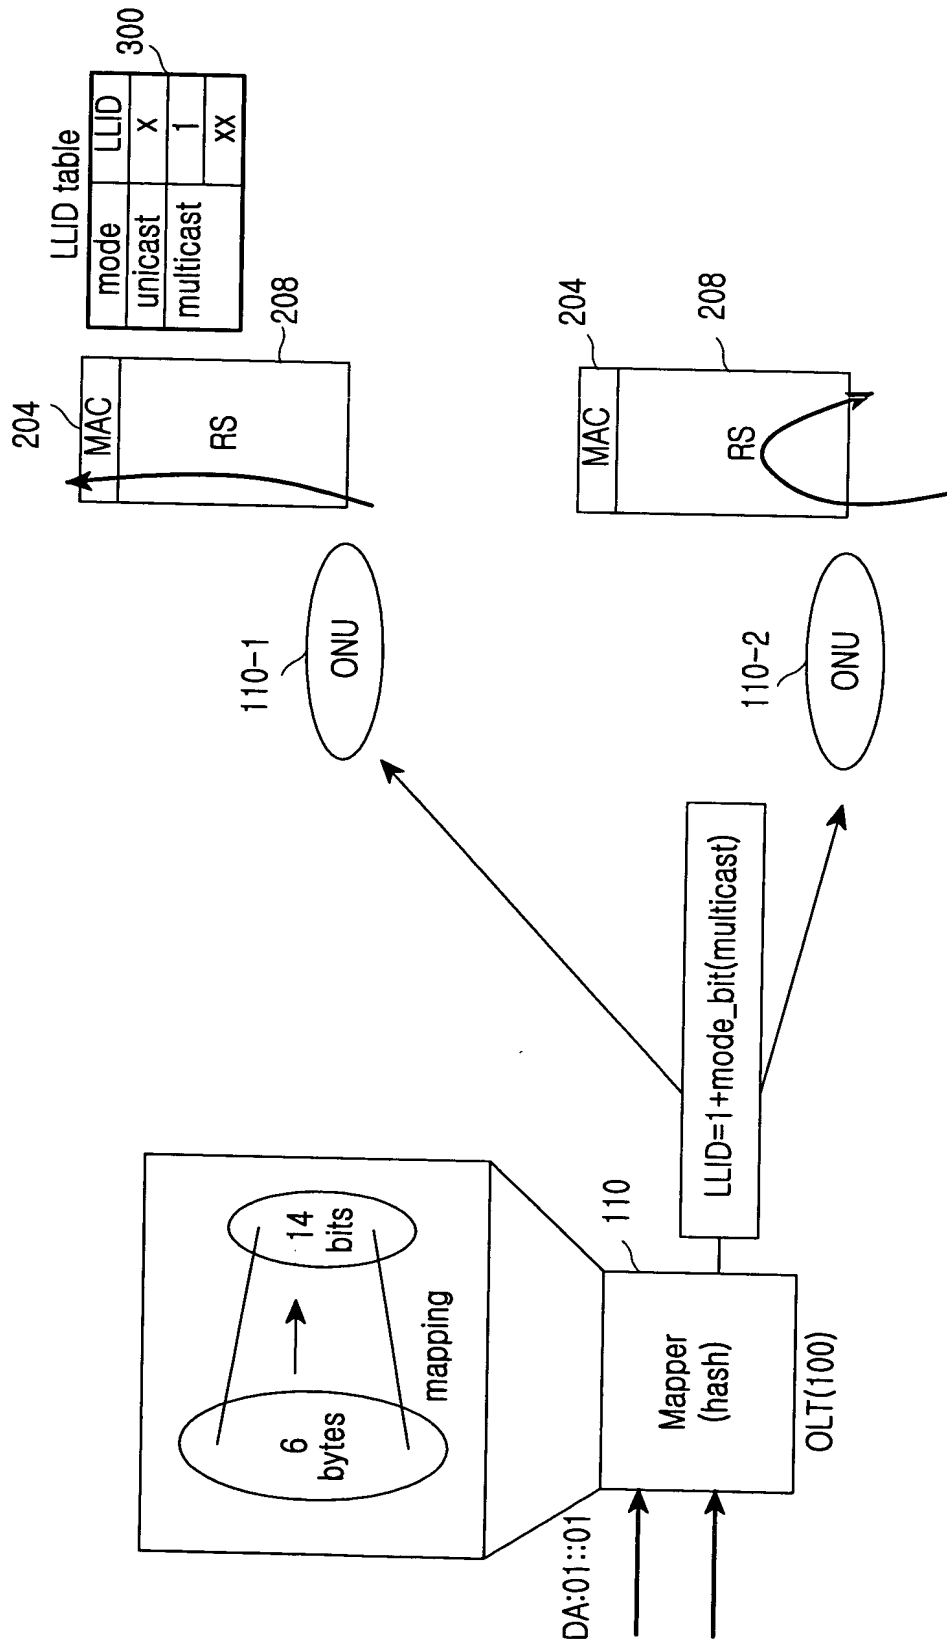 LLID table
mode LLID
unicast X
multicast 1
XX
300
204
MAC
RS
208
204
MAC
RS
208
110-1
ONU
110-2
ONU
LLID=1+mode_bit(multicast)
6
bytes
14
bits
mapping
110
Mapper
(hash)
OLT(100)
DA:01::01